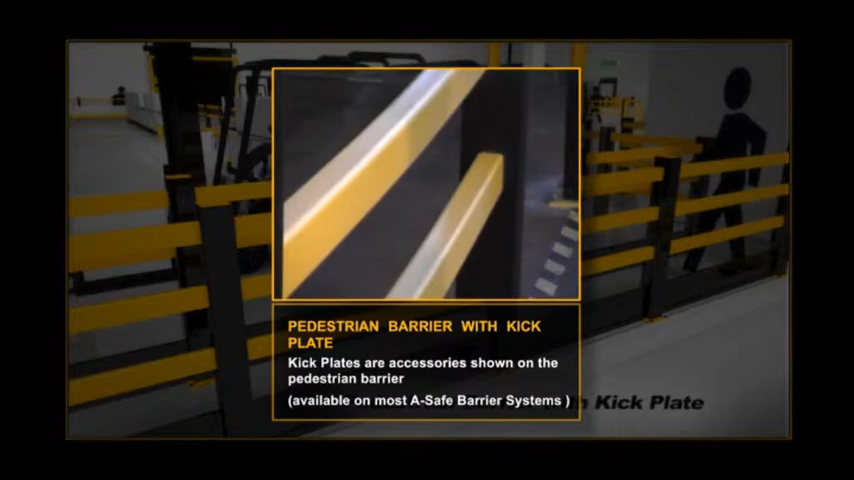 PEDESTRIAN BARRIER WITH KICK
PLATE
Kick Plates are accessories shown on the
pedestrian barrier
(available on most A-Safe Barrier Systems )
Kick Plate